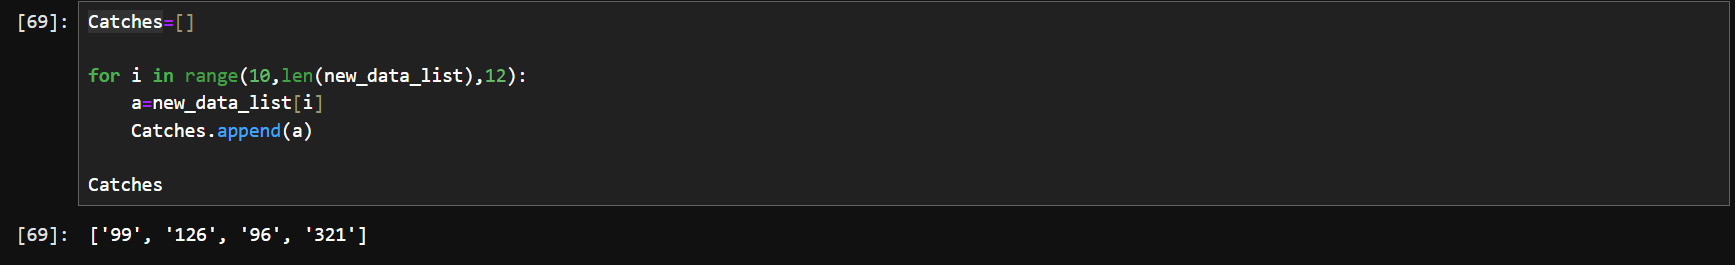 [69]: Catches=[]
for i in range(10,len(new_data_list),12):
    a=new_data_list[i]
    Catches.append(a)
Catches
[69]: ['99', '126', '96', '321']